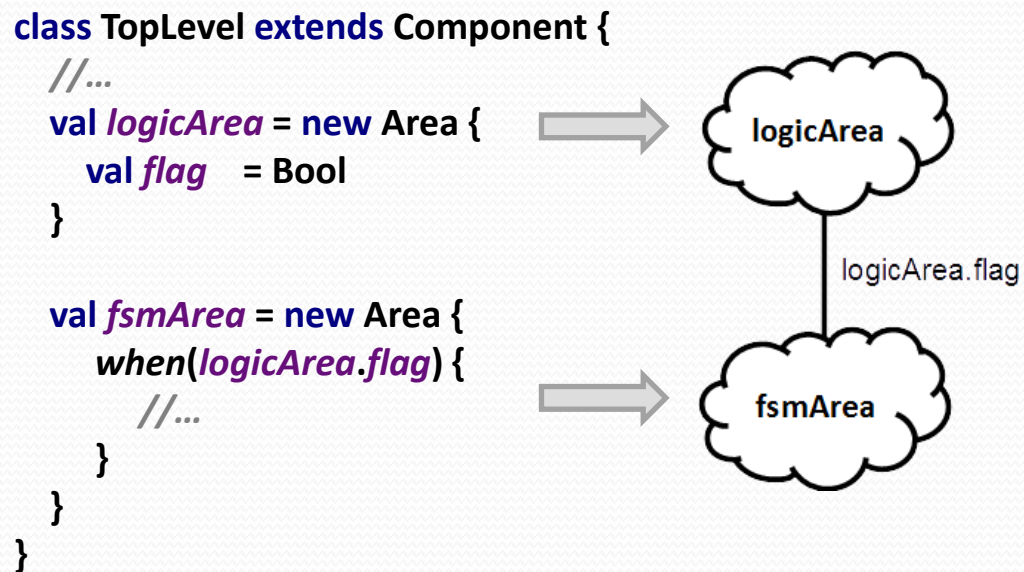 class TopLevel extends Component {
//…
val logicArea = new Area {
val flag = Bool
}
val fsmArea = new Area {
when(logicArea.flag) {
//…
}
}
}
logicArea
logicArea.flag
fsmArea